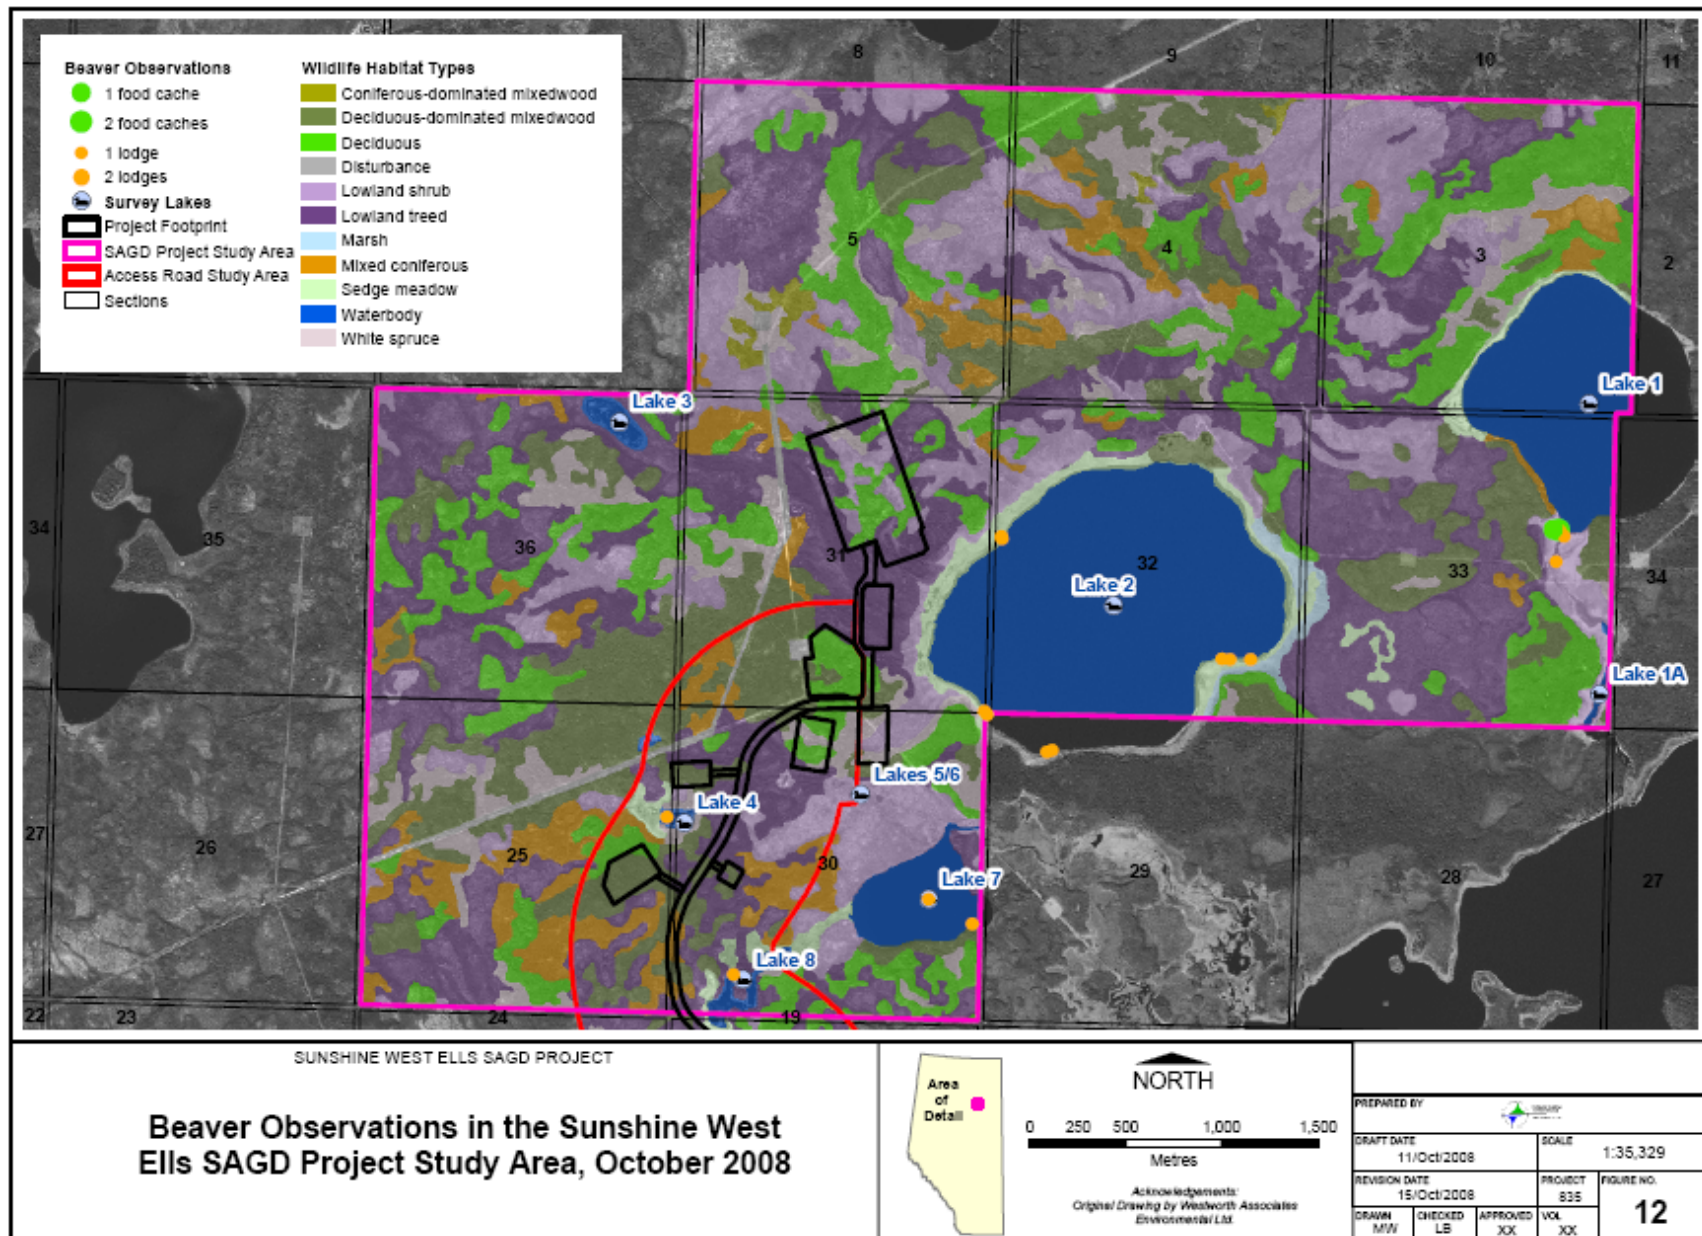 Beaver Observations
1 food cache
2 food caches
1 lodge
2 lodges
Survey Lakes
Project Footprint
SAGD Project Study Area
Access Road Study Area
Sections
Wildlife Habitat Types
Coniferous-dominated mixedwood
Deciduous-dominated mixedwood
Deciduous
Disturbance
Lowland shrub
Lowland treed
Marsh
Mixed coniferous
Sedge meadow
Waterbody
White spruce
8
9
10
11
5
4
3
2
Lake 1
Lake 3
34
35
36
31
32
33
34
Lake 2
Lake 1A
Lakes 5/6
Lake 4
27
26
25
30
29
28
27
Lake 7
Lake 8
22
23
24
19
SUNSHINE WEST ELLS SAGD PROJECT
Beaver Observations in the Sunshine West
Ells SAGD Project Study Area, October 2008
Area
of
Detail
NORTH
0 250 500 1,000 1,500
Metres
Acknowledgements:
Original Drawing by Westworth Associates
Environmental Ltd.
PREPARED BY
DRAFT DATE
11/Oct/2008
SCALE
1:35,329
REVISION DATE
15/Oct/2008
PROJECT
835
FIGURE NO.
12
DRAWN
MW
CHECKED
LB
APPROVED
XX
VOL
XX